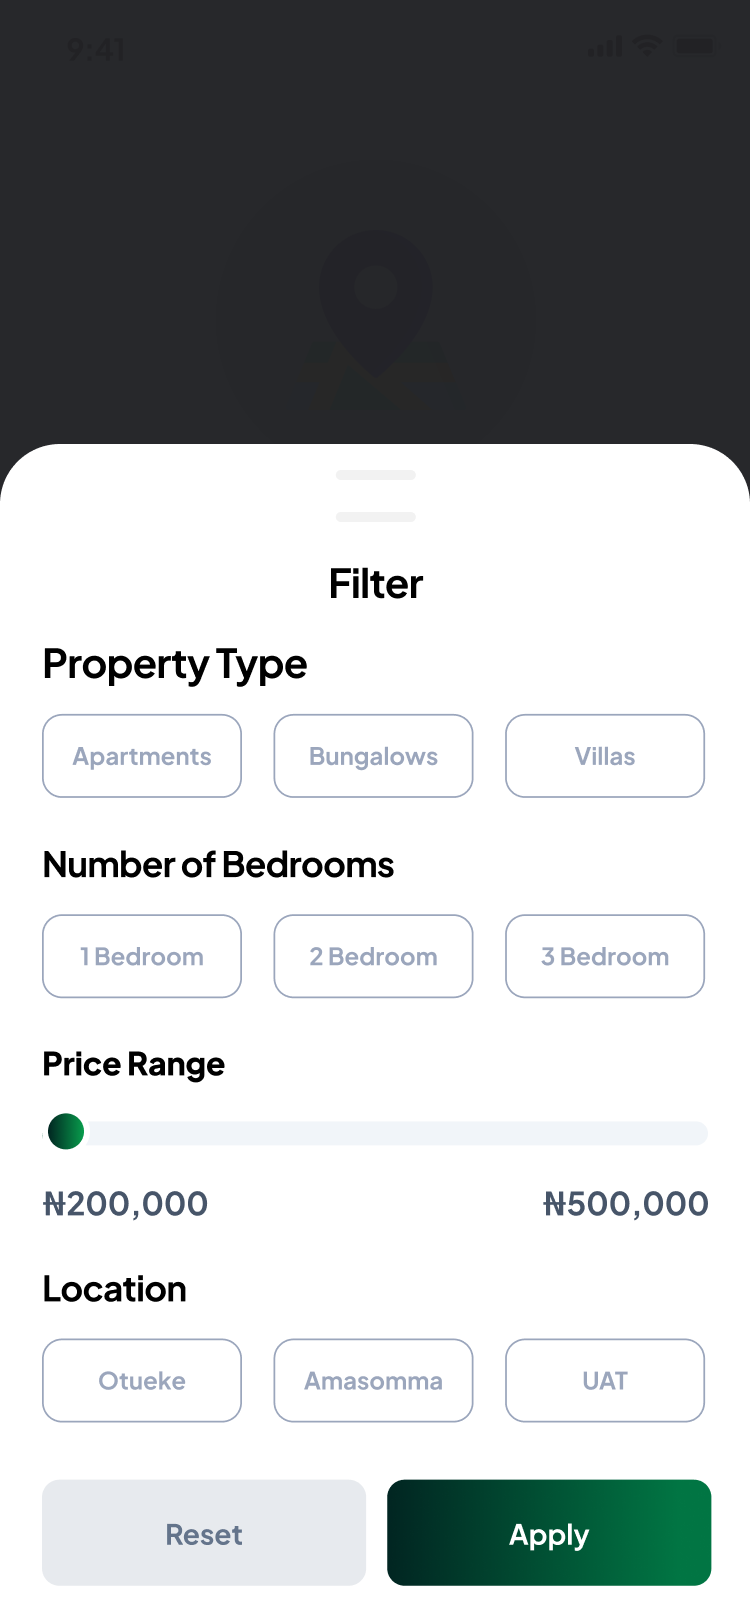 9:41
Filter
Property Type
Apartments Bungalows Villas
Number of Bedrooms
1 Bedroom 2 Bedroom 3 Bedroom
Price Range
₦200,000 ₦500,000
Location
Otueke Amasomma UAT
Reset Apply